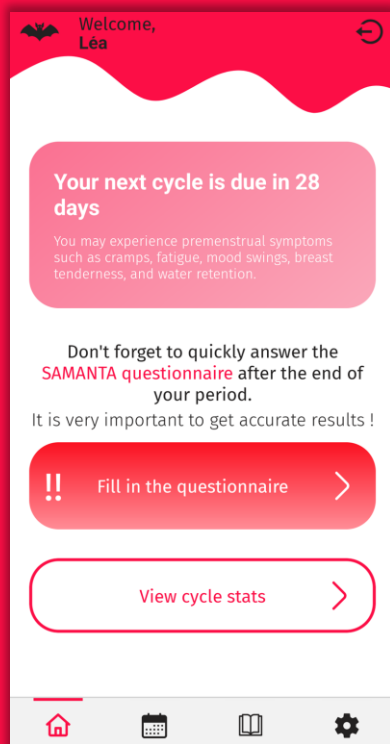 Welcome,
Léa
Your next cycle is due in 28
days
You may experience premenstrual symptoms
such as cramps, fatigue, mood swings, breast
tenderness, and water retention.
Don't forget to quickly answer the
SAMANTA questionnaire after the end of
your period.
It is very important to get accurate results !
!! Fill in the questionnaire
View cycle stats